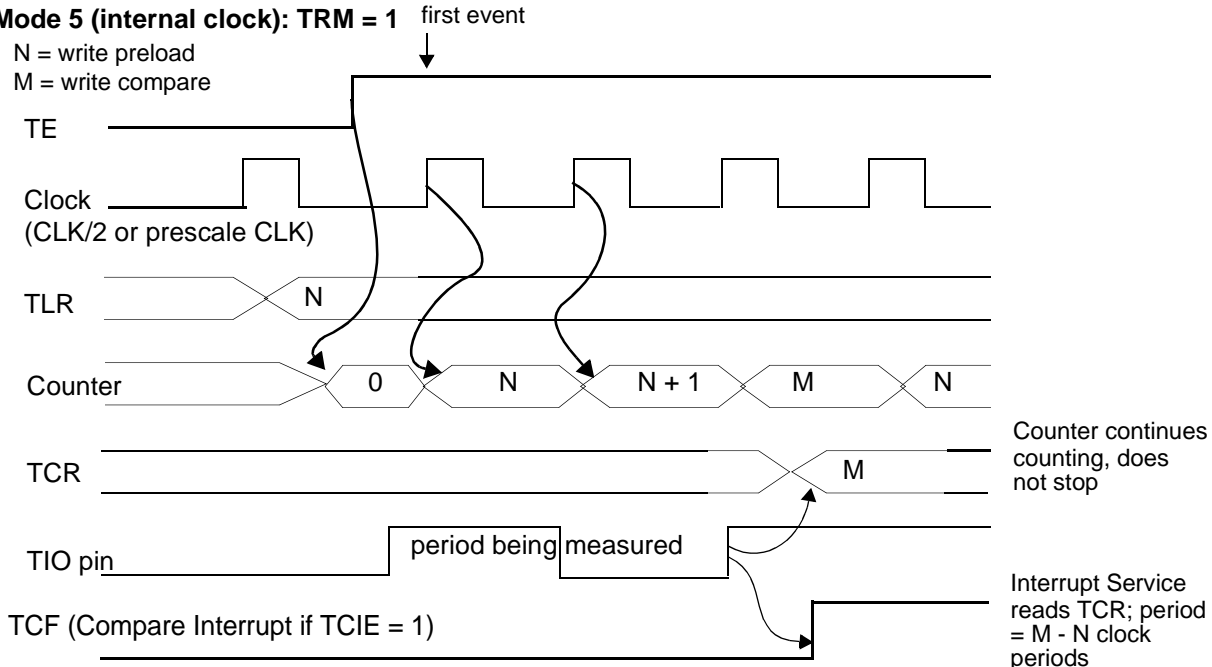 Mode 5 (internal clock): TRM = 1
first event
N = write preload
M = write compare
TE
Clock
(CLK/2 or prescale CLK)
TLR
N
Counter
0
N
N + 1
M
N
TCR
M
Counter continues
counting, does
not stop
TIO pin
period being measured
TCF (Compare Interrupt if TCIE = 1)
Interrupt Service
reads TCR; period
= M - N clock
periods